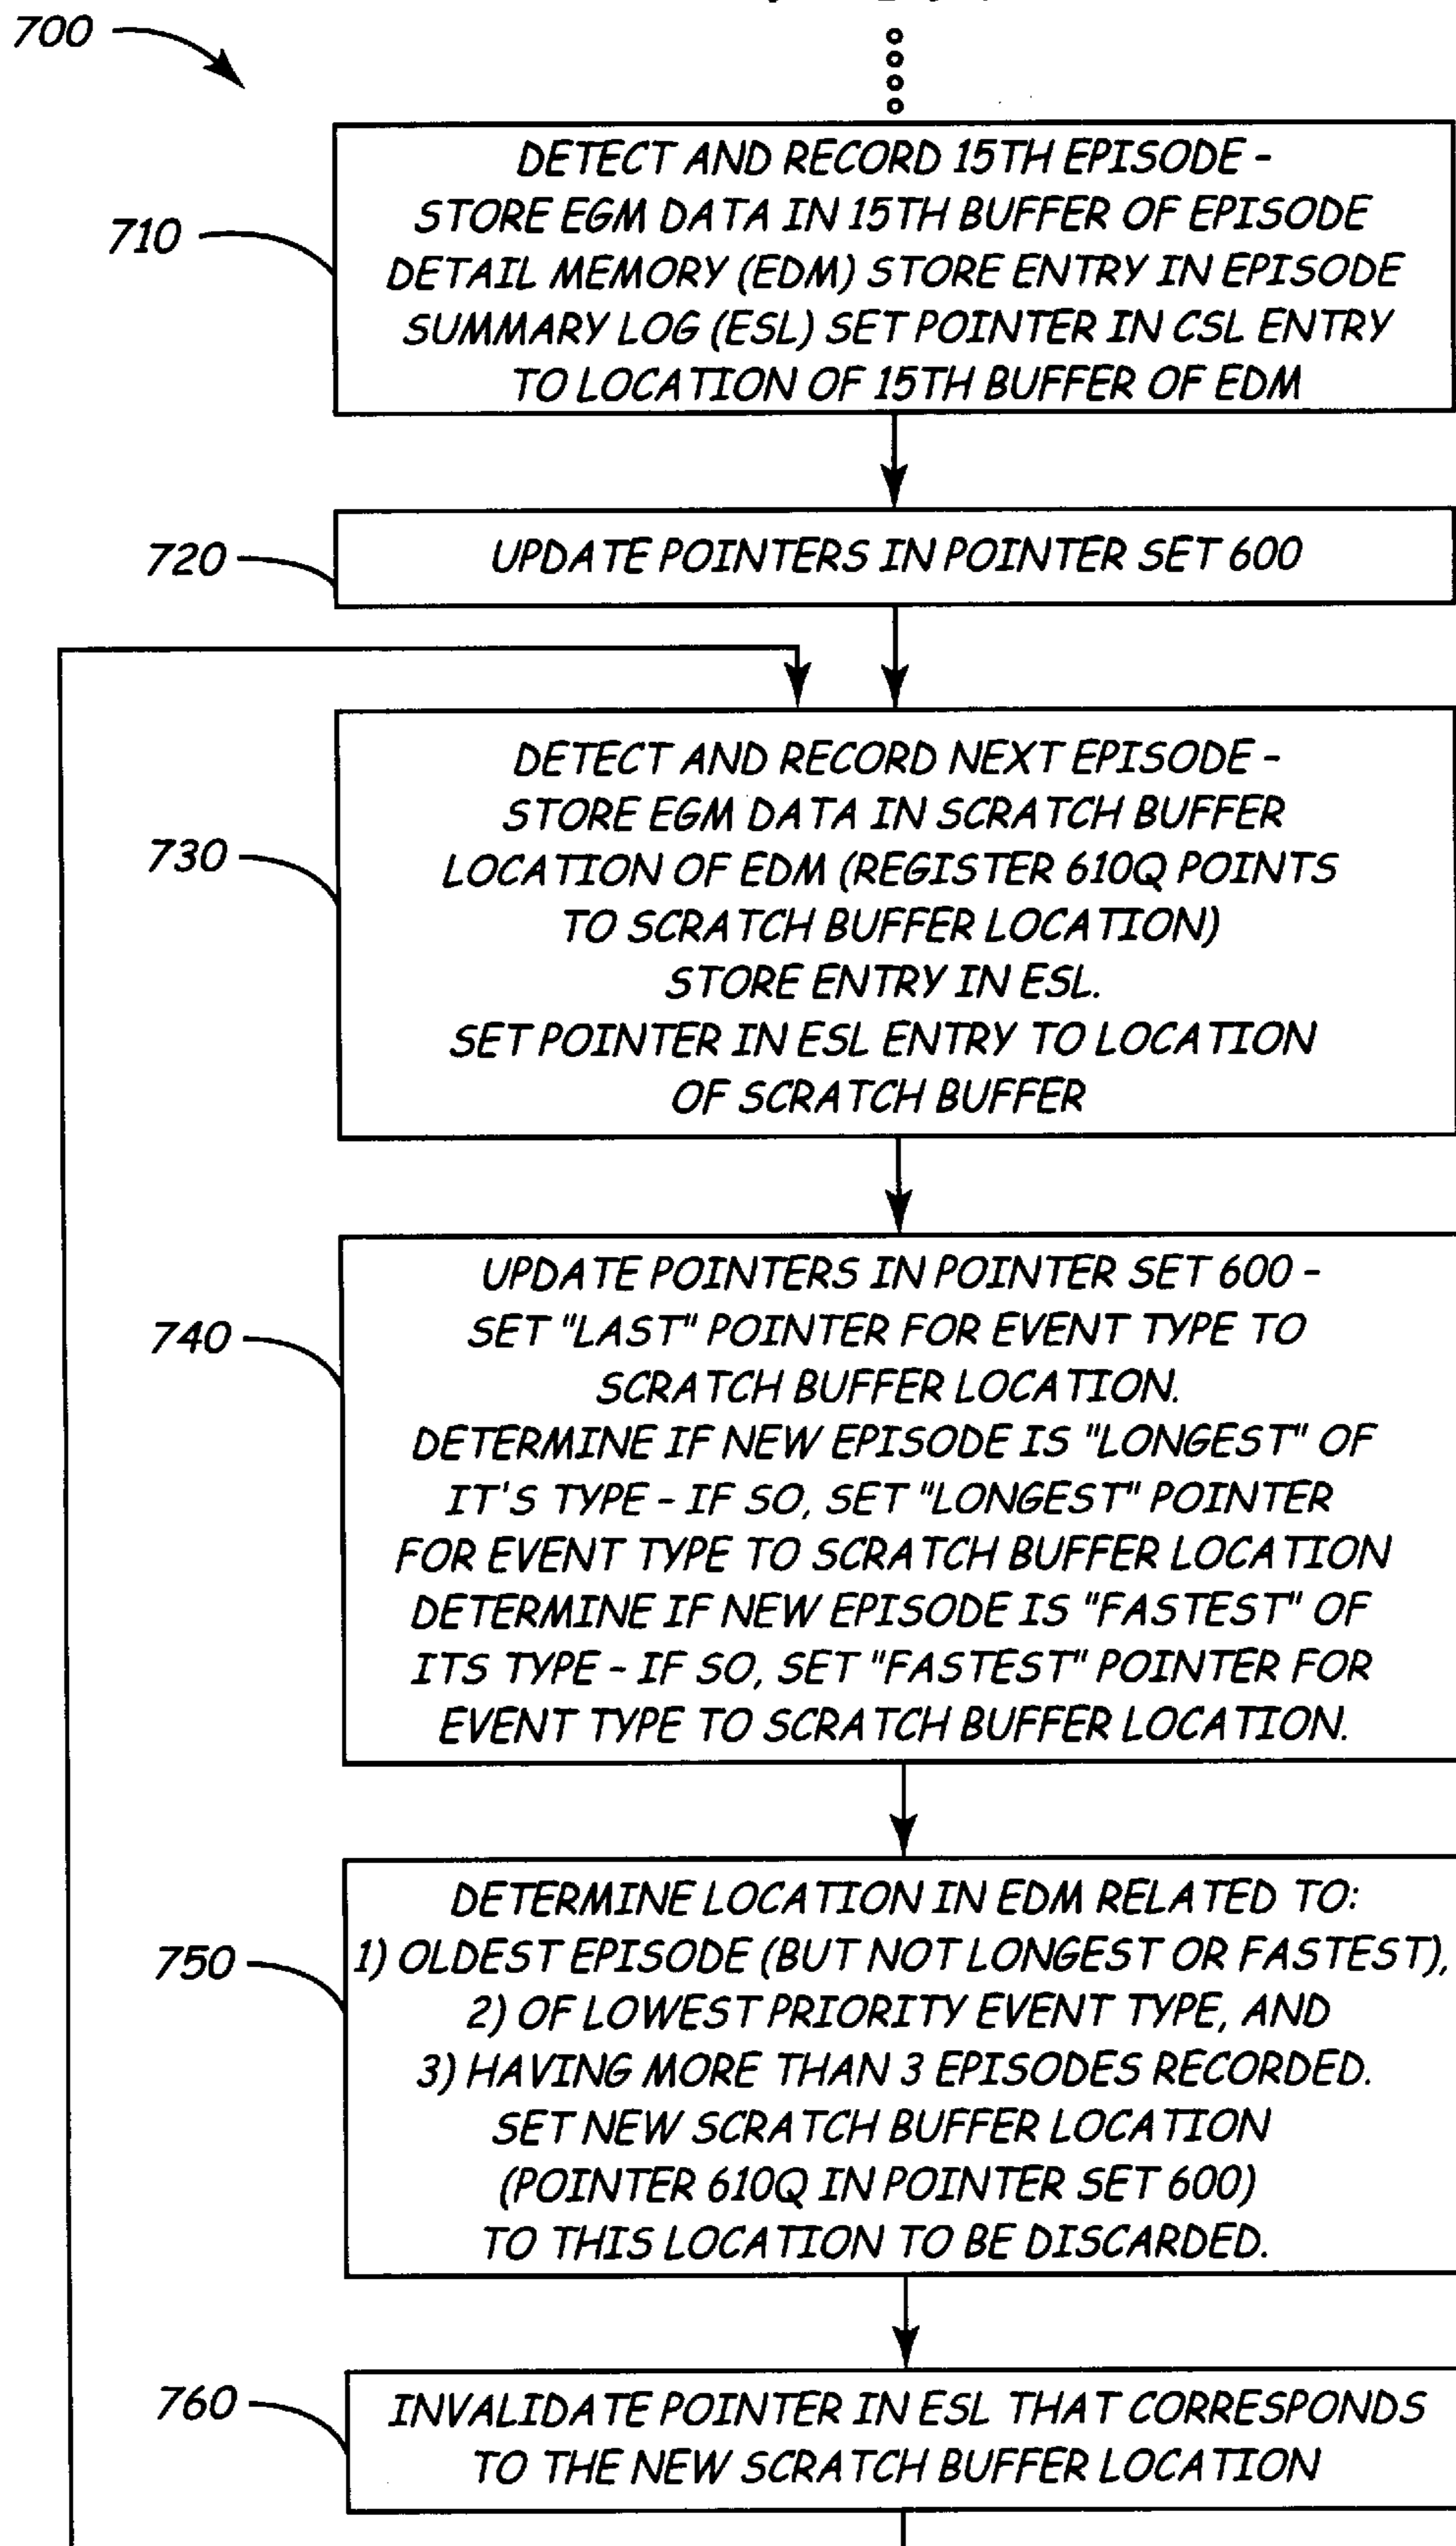 700
710
DETECT AND RECORD 15TH EPISODE -
STORE EGM DATA IN 15TH BUFFER OF EPISODE
DETAIL MEMORY (EDM) STORE ENTRY IN EPISODE
SUMMARY LOG (ESL) SET POINTER IN CSL ENTRY
TO LOCATION OF 15TH BUFFER OF EDM
720
UPDATE POINTERS IN POINTER SET 600
730
DETECT AND RECORD NEXT EPISODE -
STORE EGM DATA IN SCRATCH BUFFER
LOCATION OF EDM (REGISTER 610Q POINTS
TO SCRATCH BUFFER LOCATION)
STORE ENTRY IN ESL.
SET POINTER IN ESL ENTRY TO LOCATION
OF SCRATCH BUFFER
740
UPDATE POINTERS IN POINTER SET 600 -
SET "LAST" POINTER FOR EVENT TYPE TO
SCRATCH BUFFER LOCATION.
DETERMINE IF NEW EPISODE IS "LONGEST" OF
IT'S TYPE - IF SO, SET "LONGEST" POINTER
FOR EVENT TYPE TO SCRATCH BUFFER LOCATION
DETERMINE IF NEW EPISODE IS "FASTEST" OF
ITS TYPE - IF SO, SET "FASTEST" POINTER FOR
EVENT TYPE TO SCRATCH BUFFER LOCATION.
750
DETERMINE LOCATION IN EDM RELATED TO:
1) OLDEST EPISODE (BUT NOT LONGEST OR FASTEST),
2) OF LOWEST PRIORITY EVENT TYPE, AND
3) HAVING MORE THAN 3 EPISODES RECORDED.
SET NEW SCRATCH BUFFER LOCATION
(POINTER 610Q IN POINTER SET 600)
TO THIS LOCATION TO BE DISCARDED.
760
INVALIDATE POINTER IN ESL THAT CORRESPONDS
TO THE NEW SCRATCH BUFFER LOCATION